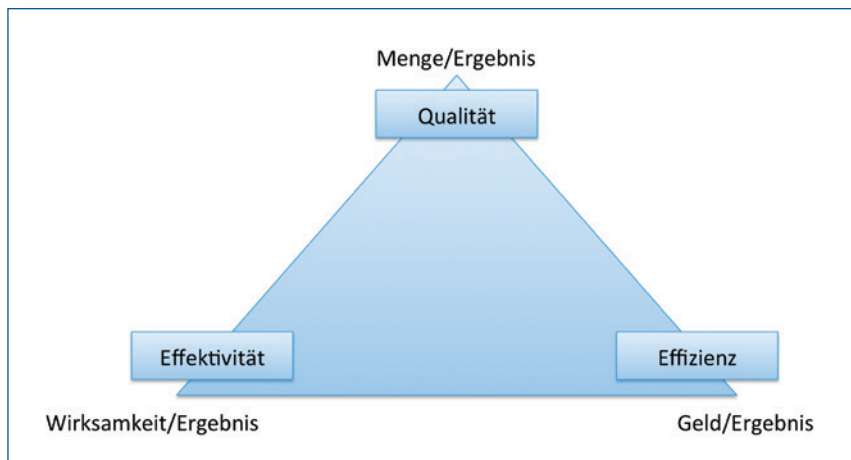 Menge/Ergebnis
Qualität
Effektivität
Effizienz
Wirksamkeit/Ergebnis
Geld/Ergebnis